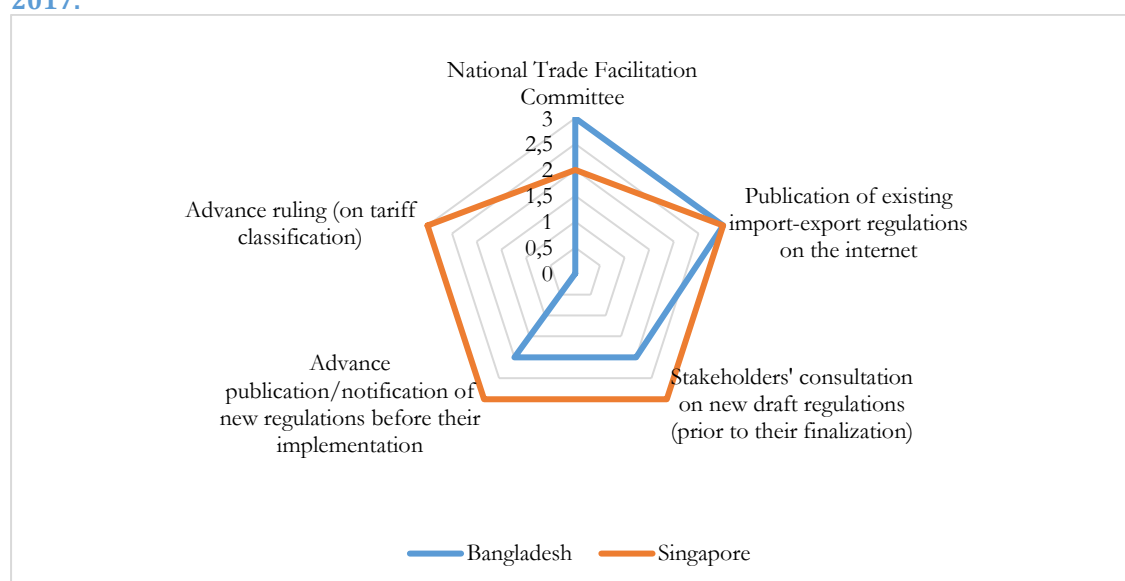 2017.
National Trade Facilitation
Committee
3
2,5
2
1,5
1
0,5
0
Publication of existing
import-export regulations
on the internet
Stakeholders' consultation
on new draft regulations
(prior to their finalization)
Advance
publication/notification of
new regulations before their
implementation
Advance ruling (on tariff
classification)
Bangladesh
Singapore